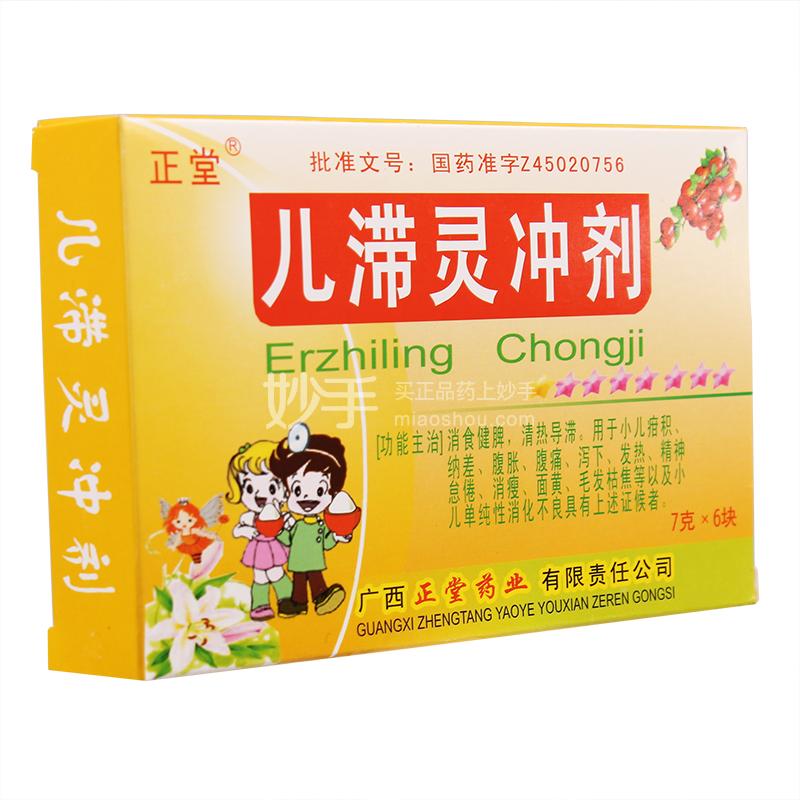 正堂®
批准文号：国药准字Z45020756
儿滞灵冲剂
Erzhiling Chongji
妙手
买正品药上妙手
miaoshou.com
[功能主治]消食健脾，清热导滞。用于小儿疳积、
纳差、腹胀、腹痛、泻下、发热、精神
怠倦、消瘦、面黄、毛发枯焦等以及小
儿单纯性消化不良具有上述证候者。
7克×6块
广西正堂药业有限责任公司
GUANGXI ZHENGTANG YAOYE YOUXIAN ZEREN GONGSI
儿滞灵冲剂